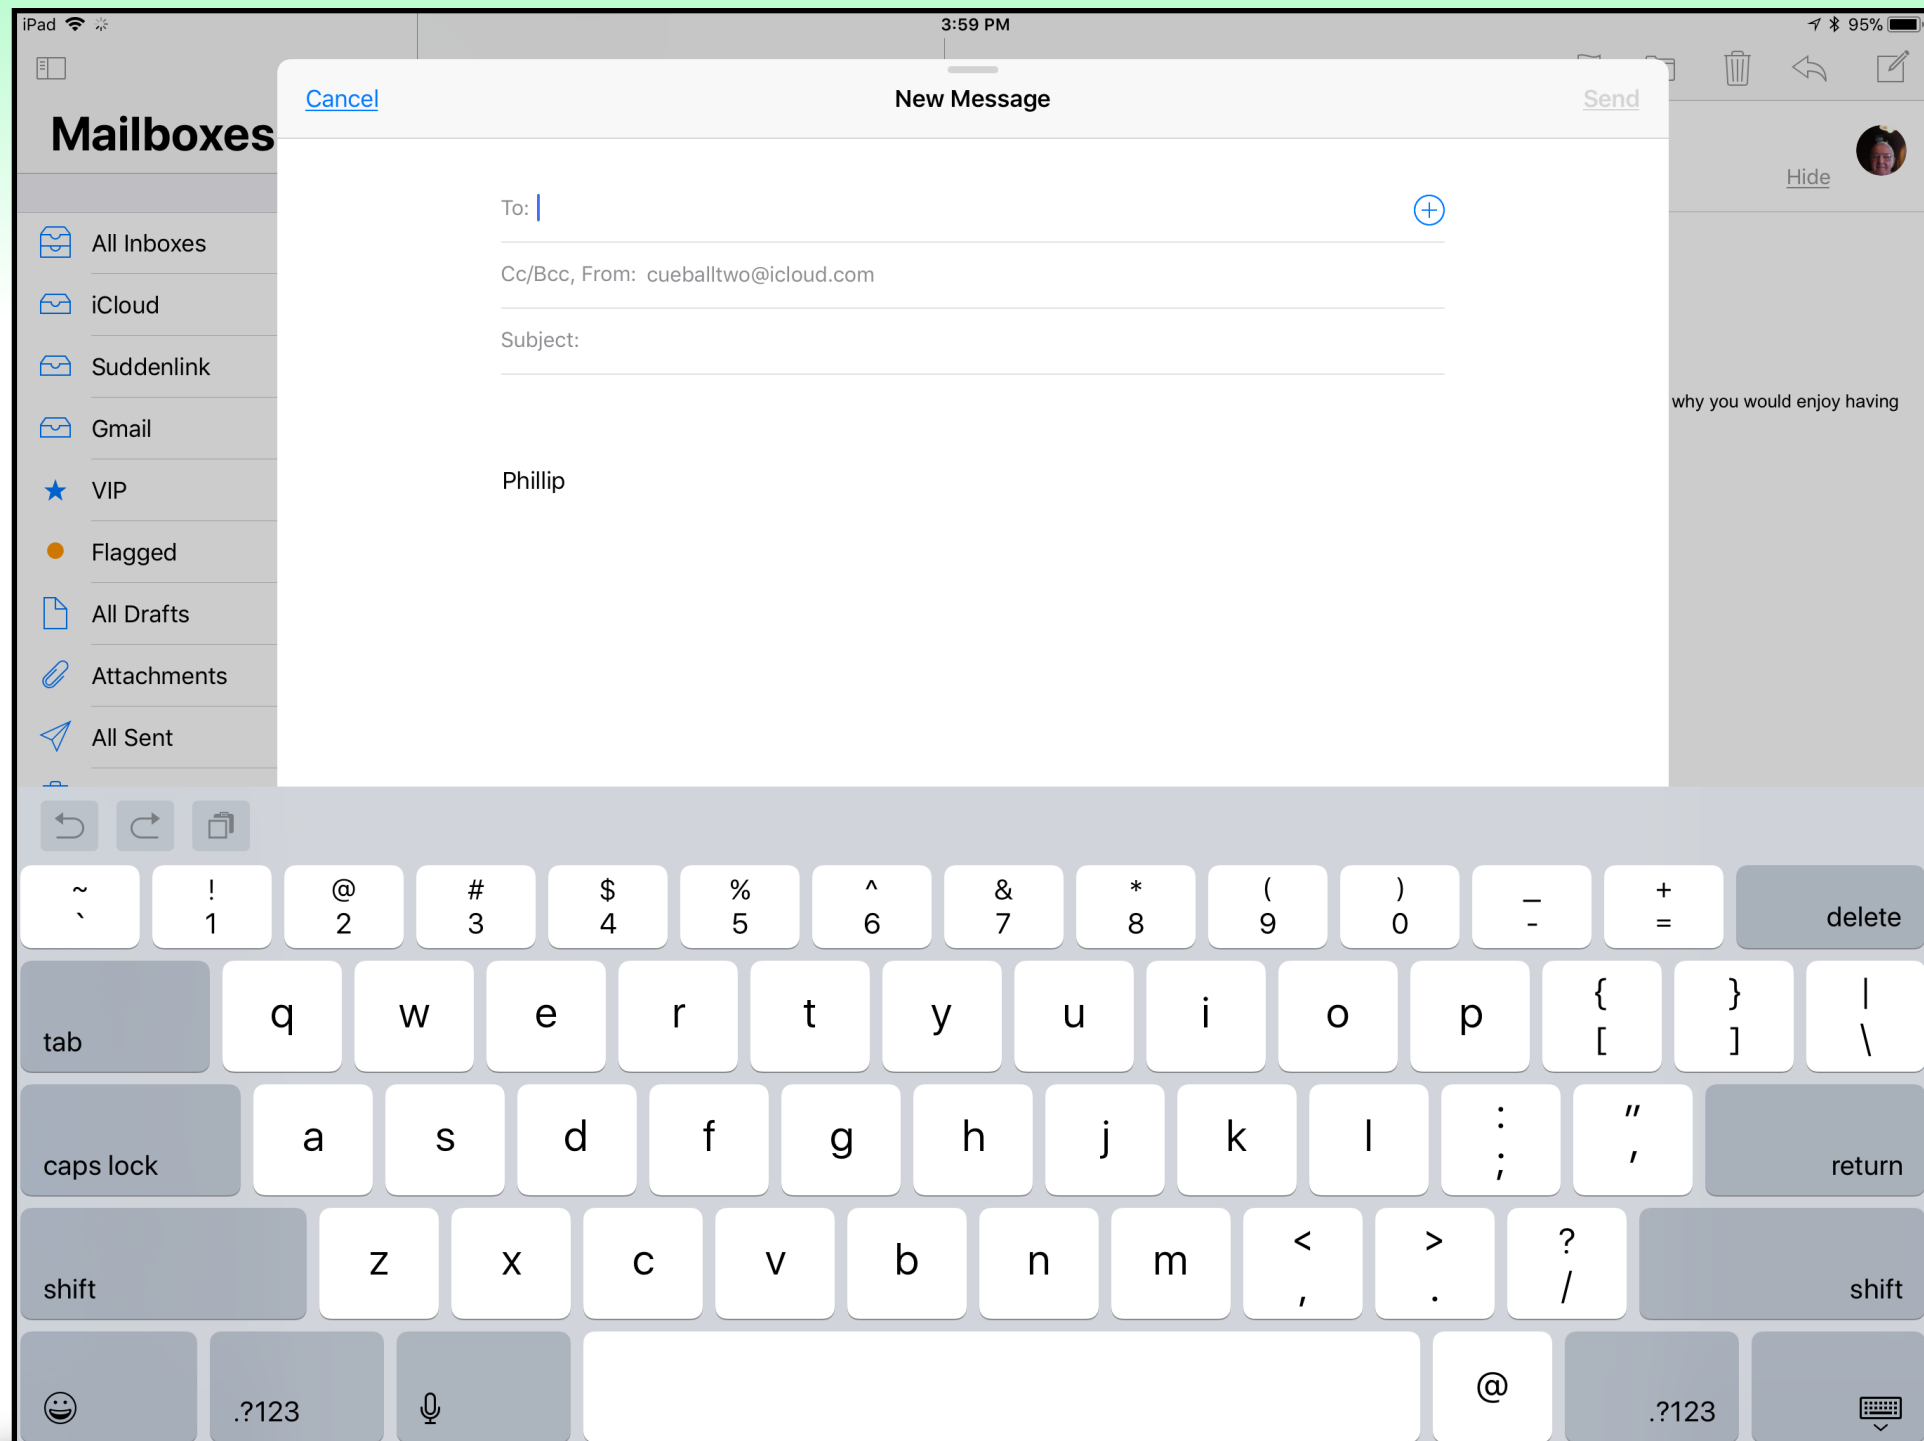 iPad 3:59 PM 95%
Cancel New Message Send
Mailboxes
Hide
To:
All Inboxes
Cc/Bcc, From: cueballtwo@icloud.com
iCloud
Subject:
Suddenlink
why you would enjoy having
Gmail
Phillip
VIP
Flagged
All Drafts
Attachments
All Sent
~ ! @ # $ % ^ & * ( ) _ +
` 1 2 3 4 5 6 7 8 9 0 - = delete
tab q w e r t y u i o p { [ } ] | \
caps lock a s d f g h j k l : ; " ' return
shift z x c v b n m < , > . ? / shift
.?123 @ .?123